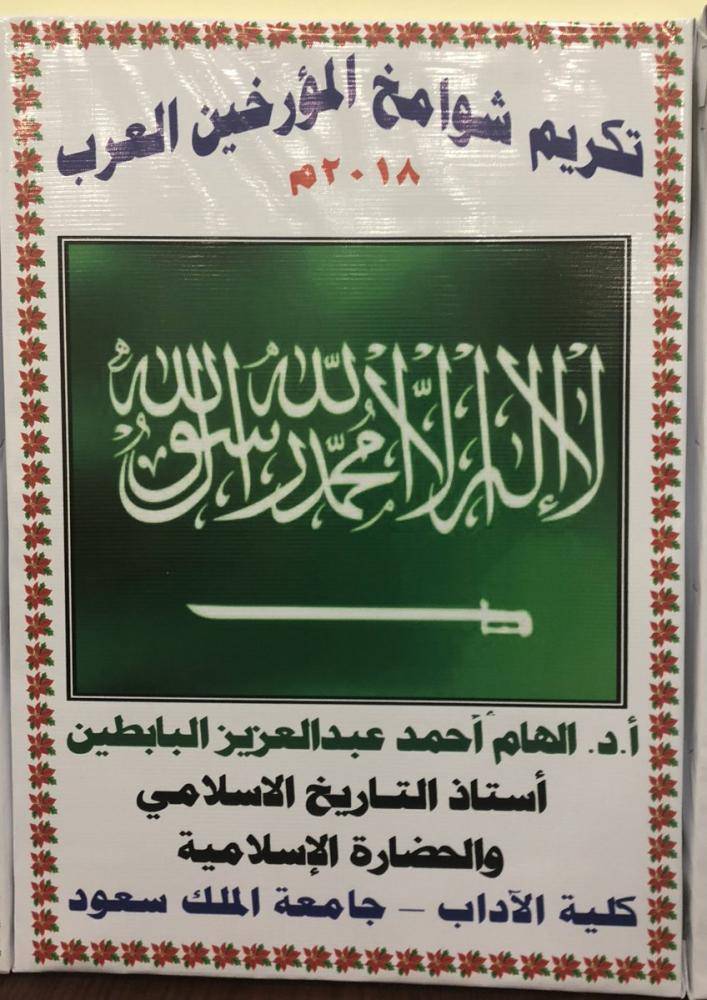 تكريم شوامخ المؤرخين العرب
٢٠١٨م
لا إله إلا الله محمد رسول الله
أ.د. الهام أحمد عبدالعزيز البابطين
أستاذ التاريخ الاسلامي
والحضارة الإسلامية
كلية الآداب – جامعة الملك سعود